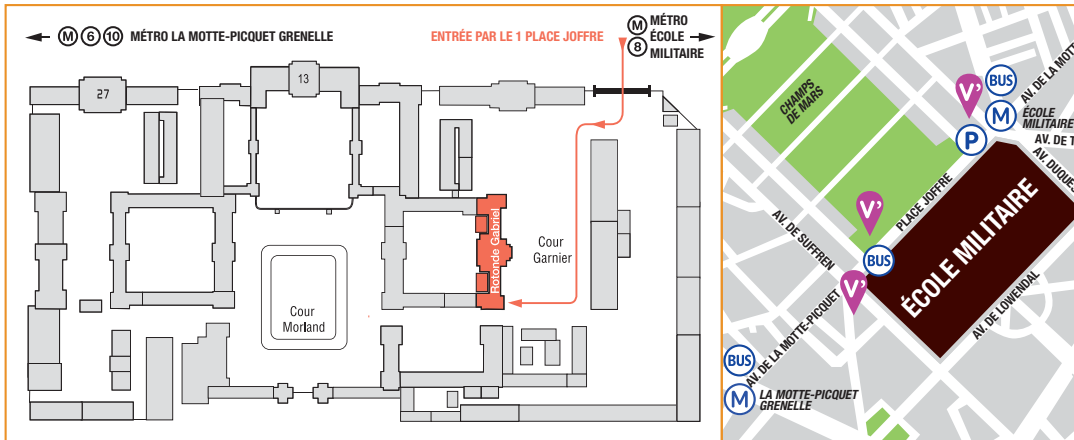 M 6 10 MÉTRO LA MOTTE-PICQUET GRENELLE
ENTRÉE PAR LE 1 PLACE JOFFRE
M MÉTRO
ÉCOLE
8 MILITAIRE
27
13
Rotonde Gabriel
Cour
Garnier
Cour
Morland
CHAMPS
DE MARS
V'
BUS
AV. DE LA MOTT
M ÉCOLE
MILITAIRE
P
AV. DE T
AV. DUQUES
PLACE JOFFRE
V'
AV. DE SUFFREN
BUS
ÉCOLE MILITAIRE
V'
AV. DE LOWENDAL
AV. DE LA MOTTE-PICQUET
BUS
M LA MOTTE-PICQUET
GRENELLE